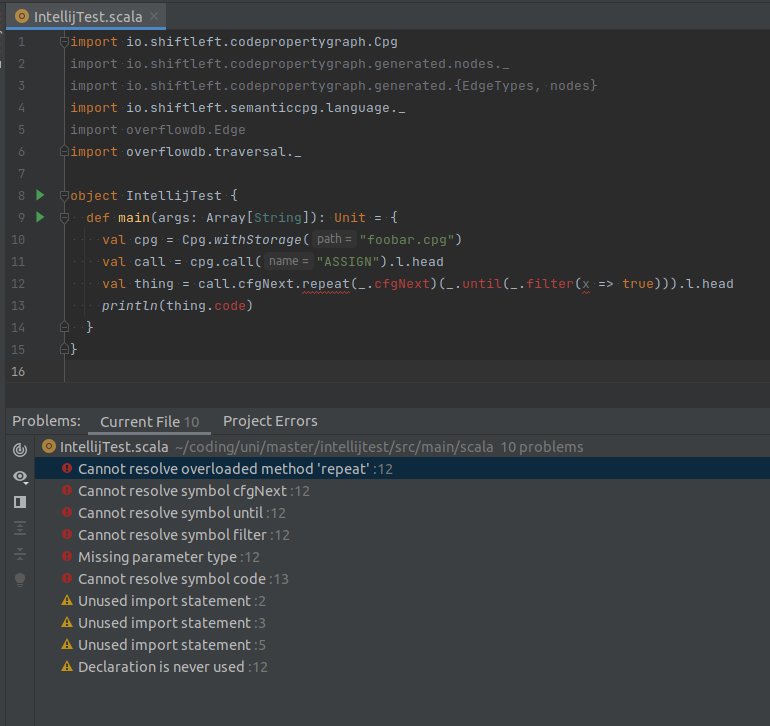 IntellijTest.scala
1 import io.shiftleft.codepropertygraph.Cpg
2 import io.shiftleft.codepropertygraph.generated.nodes._
3 import io.shiftleft.codepropertygraph.generated.{EdgeTypes, nodes}
4 import io.shiftleft.semanticcpg.language._
5 import overflowdb.Edge
6 import overflowdb.traversal._
7
8 object IntellijTest {
9 def main(args: Array[String]): Unit = {
10 val cpg = Cpg.withStorage( path = "foobar.cpg")
11 val call = cpg.call( name = "ASSIGN").l.head
12 val thing = call.cfgNext.repeat(_.cfgNext)(_.until(_.filter(x => true))).l.head
13 println(thing.code)
14 }
15 }
16
Problems: Current File 10 Project Errors
IntellijTest.scala ~/coding/uni/master/intellijtest/src/main/scala 10 problems
Cannot resolve overloaded method 'repeat' :12
Cannot resolve symbol cfgNext :12
Cannot resolve symbol until :12
Cannot resolve symbol filter :12
Missing parameter type :12
Cannot resolve symbol code :13
Unused import statement :2
Unused import statement :3
Unused import statement :5
Declaration is never used :12